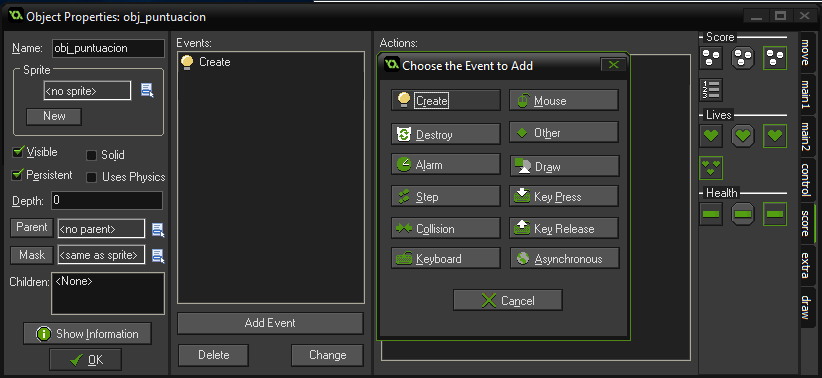 Object Properties: obj_puntuacion
Name: obj_puntuacion
Sprite
<no sprite>
New
Visible
Solid
Persistent
Uses Physics
Depth: 0
Parent <no parent>
Mask <same as sprite>
Children: <None>
Show Information
OK
Events:
Create
Add Event
Delete Change
Actions:
Choose the Event to Add
Create Mouse
Destroy Other
Alarm Draw
Step Key Press
Collision Key Release
Keyboard Asynchronous
Cancel
Score
1
2
3
Lives
Health
move
main1
main2
control
score
extra
draw